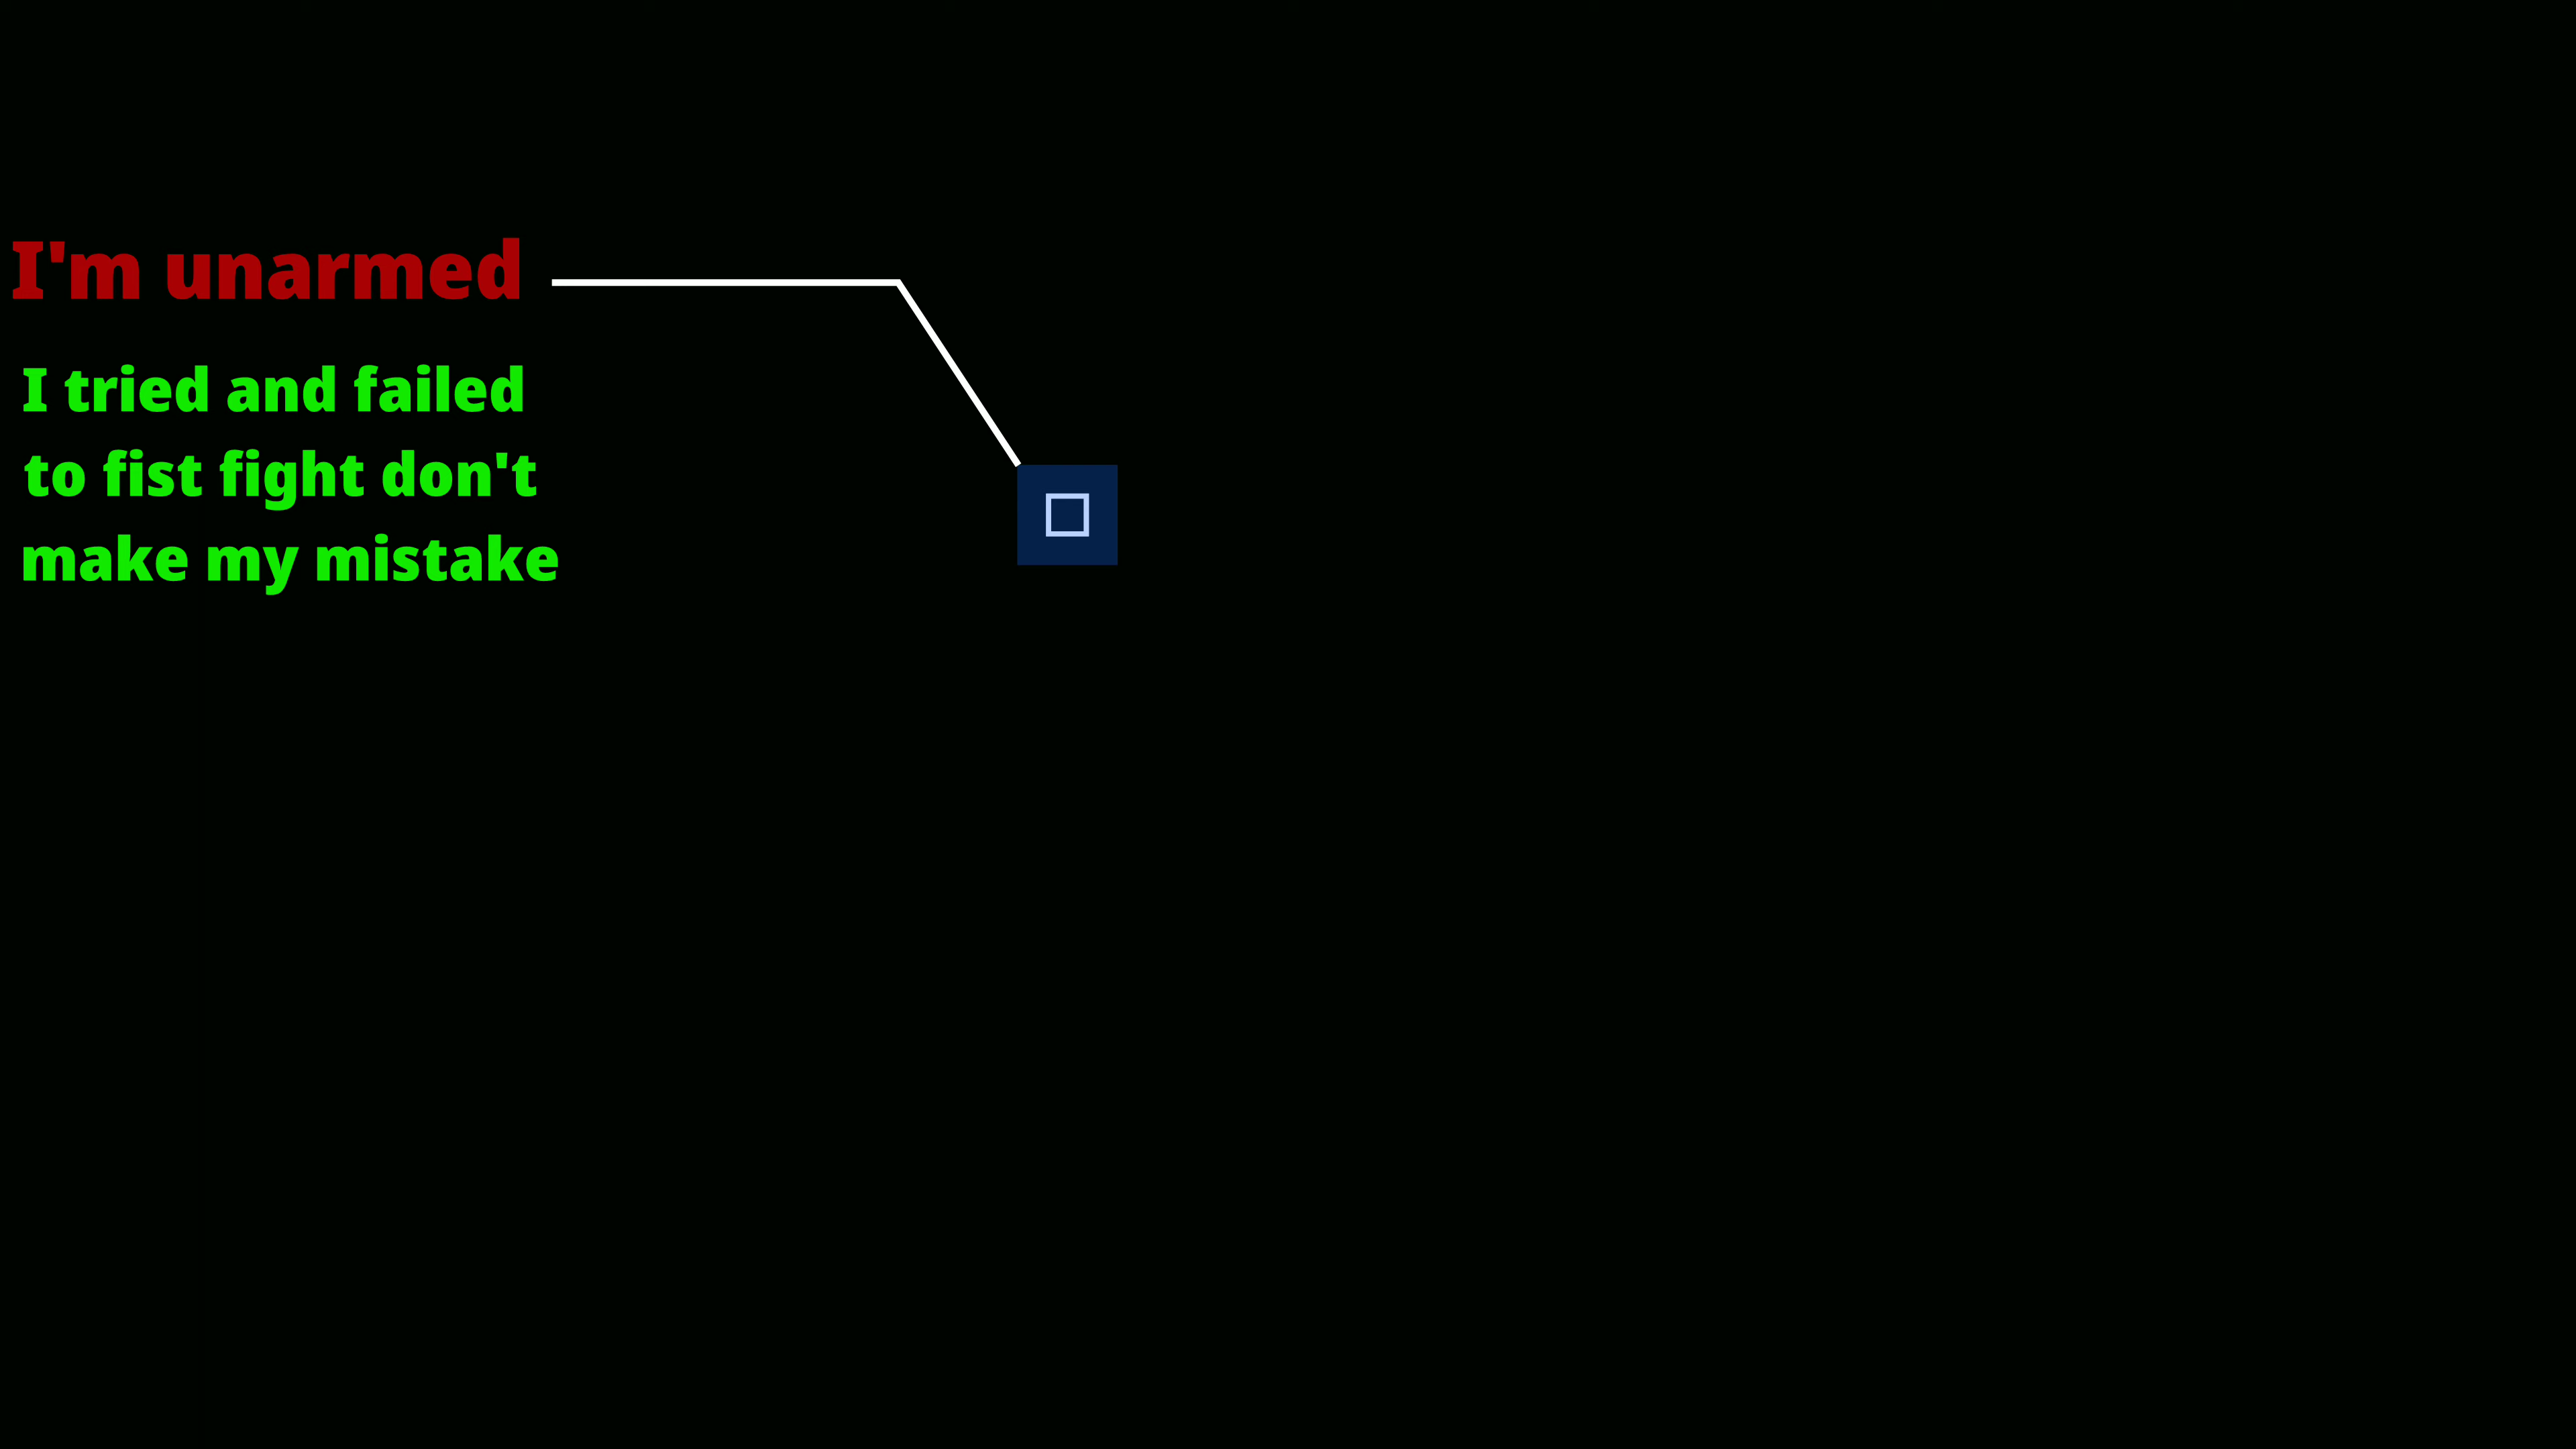 I'm unarmed
I tried and failed
to fist fight don't
make my mistake